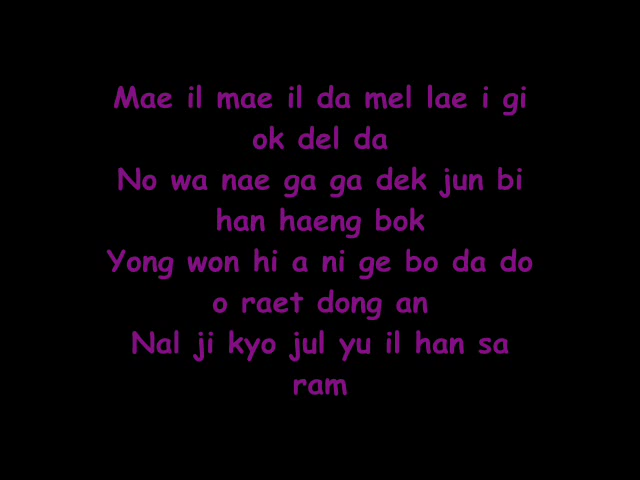 Mae il mae il da mel lae i gi
ok del da
No wa nae ga ga dek jun bi
han haeng bok
Yong won hi a ni ge bo da do
o raet dong an
Nal ji kyo jul yu il han sa
ram